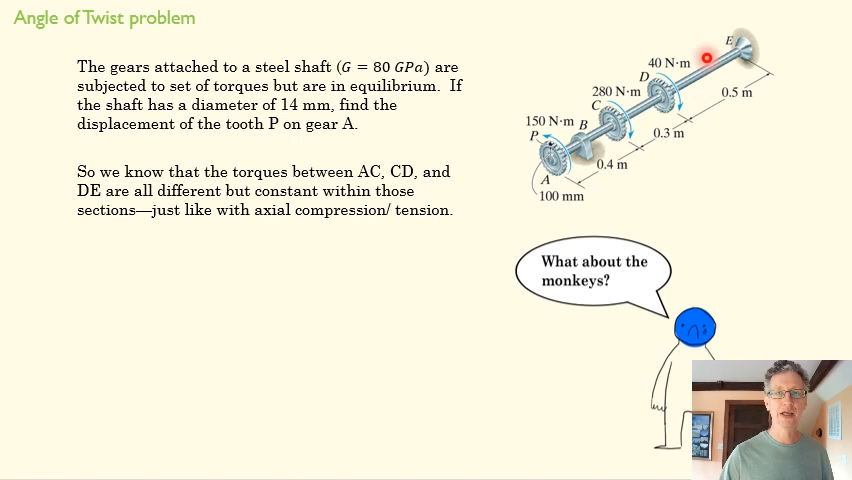 Angle of Twist problem
The gears attached to a steel shaft (G = 80 GPa) are
subjected to set of torques but are in equilibrium. If
the shaft has a diameter of 14 mm, find the
displacement of the tooth P on gear A.
So we know that the torques between AC, CD, and
DE are all different but constant within those
sections—just like with axial compression/ tension.
E
40 N·m
D
280 N·m
C
0.5 m
150 N·m B
P
0.3 m
0.4 m
A
100 mm
What about the
monkeys?